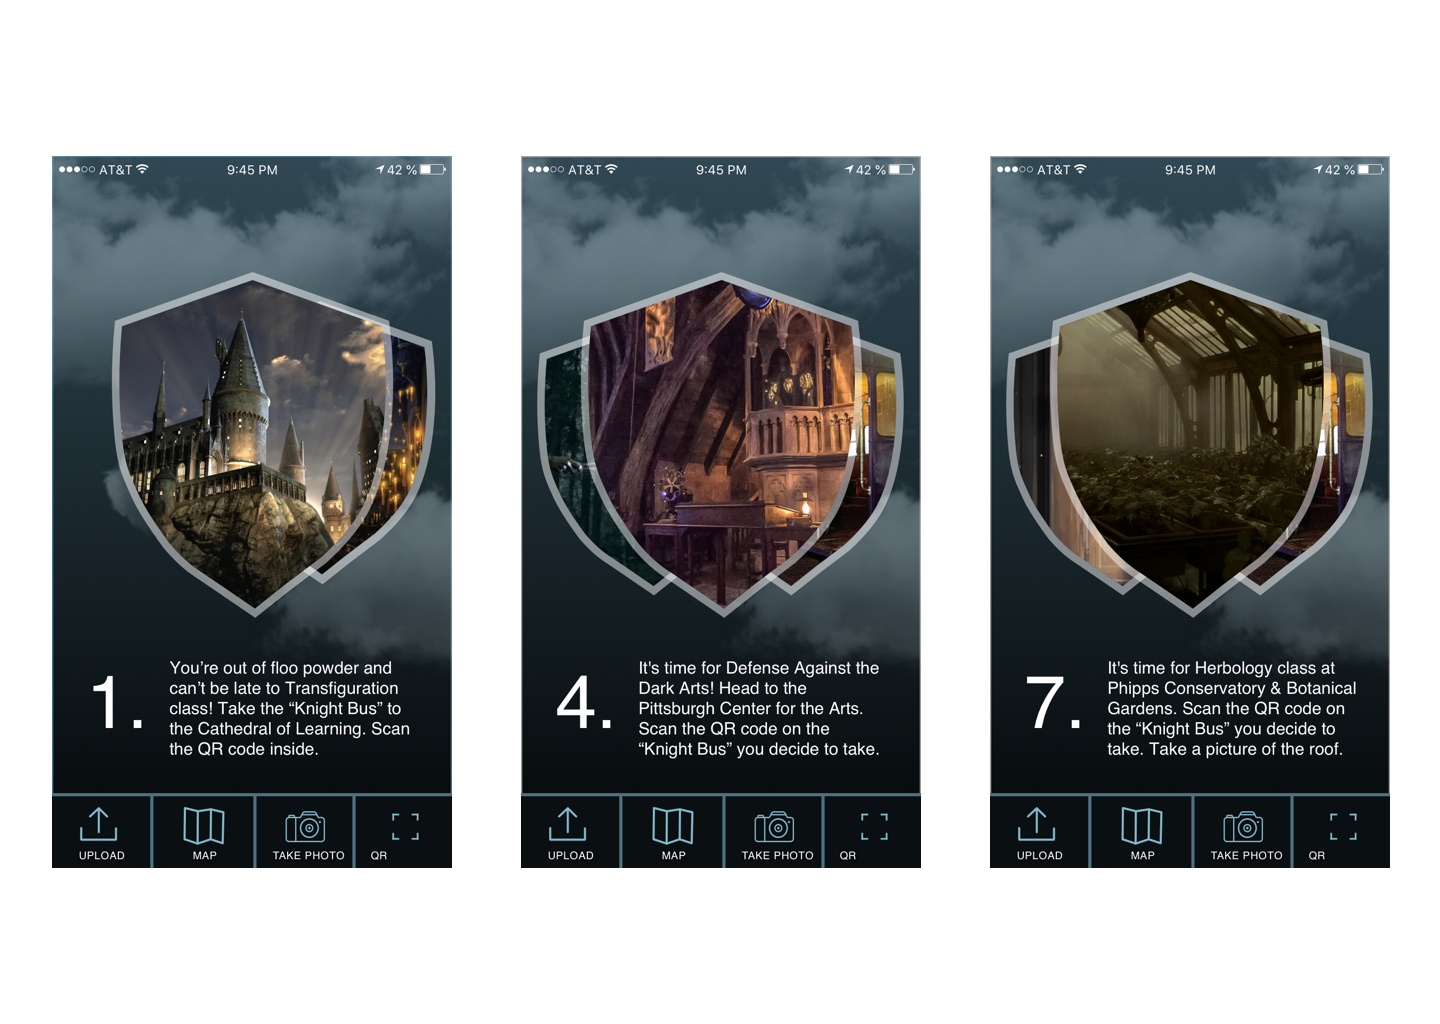 AT&T 9:45 PM 42 %
1.
You're out of floo powder and
can't be late to Transfiguration
class! Take the “Knight Bus” to
the Cathedral of Learning. Scan
the QR code inside.
UPLOAD MAP TAKE PHOTO QR
AT&T 9:45 PM 42 %
4.
It's time for Defense Against the
Dark Arts! Head to the
Pittsburgh Center for the Arts.
Scan the QR code on the
“Knight Bus” you decide to take.
UPLOAD MAP TAKE PHOTO QR
AT&T 9:45 PM 42 %
7.
It's time for Herbology class at
Phipps Conservatory & Botanical
Gardens. Scan the QR code on
the “Knight Bus” you decide to
take. Take a picture of the roof.
UPLOAD MAP TAKE PHOTO QR